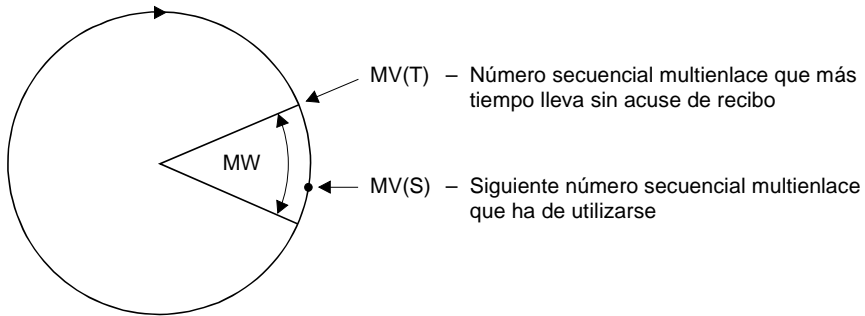 MV(T) – Número secuencial multienlace que más
tiempo lleva sin acuse de recibo
MW
MV(S) – Siguiente número secuencial multienlace
que ha de utilizarse